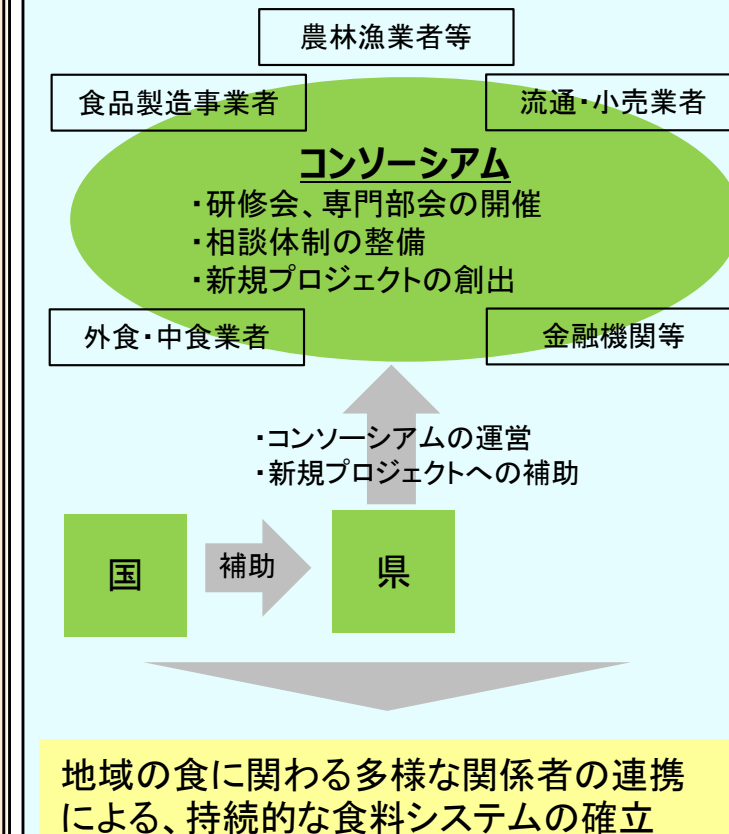 農林漁業者等
食品製造事業者
流通・小売業者
コンソーシアム
・研修会、専門部会の開催
・相談体制の整備
・新規プロジェクトの創出
外食・中食業者
金融機関等
・コンソーシアムの運営
・新規プロジェクトへの補助
国
補助
県
地域の食に関わる多様な関係者の連携
による、持続的な食料システムの確立